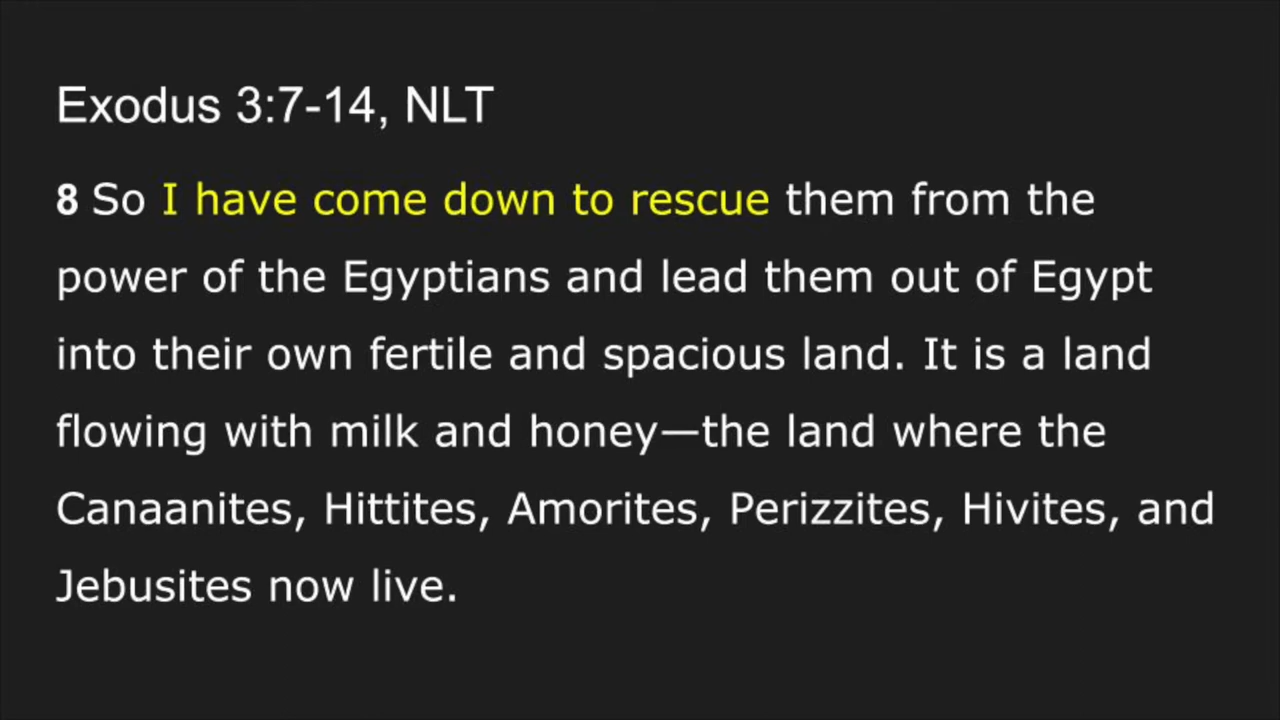 Exodus 3:7-14, NLT
8 So I have come down to rescue them from the
power of the Egyptians and lead them out of Egypt
into their own fertile and spacious land. It is a land
flowing with milk and honey—the land where the
Canaanites, Hittites, Amorites, Perizzites, Hivites, and
Jebusites now live.